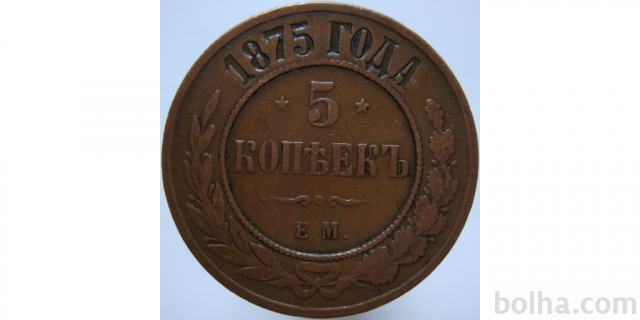 1875 ГОДА
* 5 *
КОПѢЕКЪ
Е.М.
bolha.com